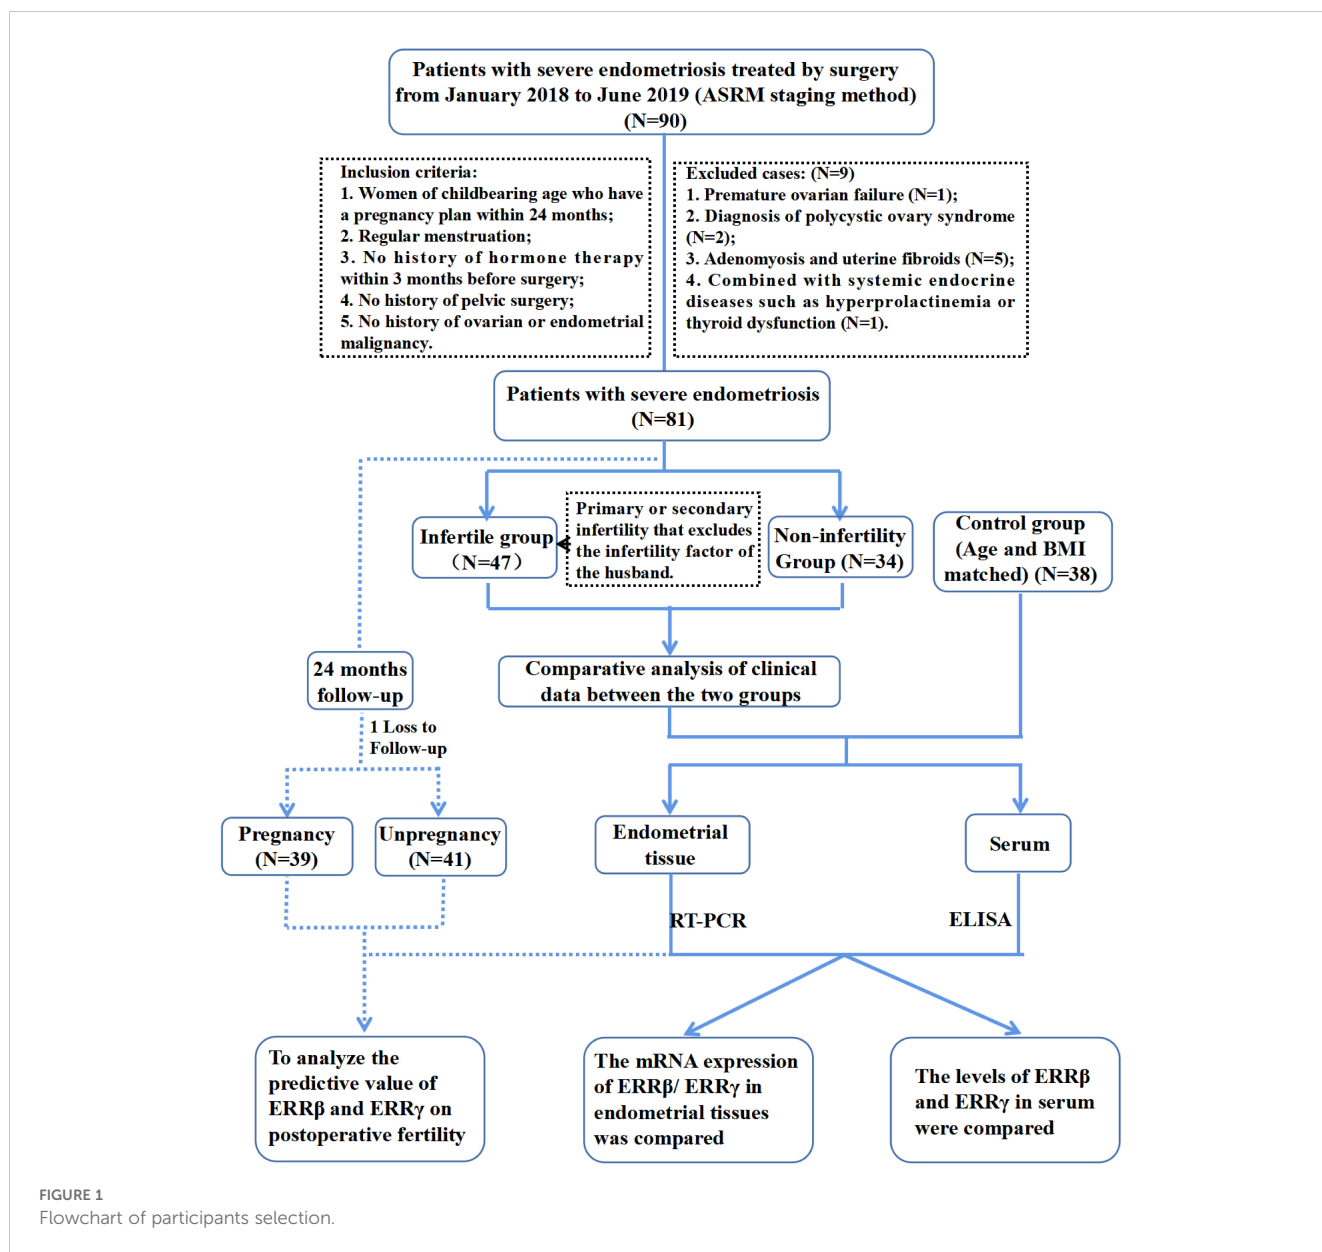 Patients with severe endometriosis treated by surgery
from January 2018 to June 2019 (ASRM staging method)
(N=90)
Inclusion criteria:
1. Women of childbearing age who have
a pregnancy plan within 24 months;
2. Regular menstruation;
3. No history of hormone therapy
within 3 months before surgery;
4. No history of pelvic surgery;
5. No history of ovarian or endometrial
malignancy.
Excluded cases: (N=9)
1. Premature ovarian failure (N=1);
2. Diagnosis of polycystic ovary syndrome
(N=2);
3. Adenomyosis and uterine fibroids (N=5);
4. Combined with systemic endocrine
diseases such as hyperprolactinemia or
thyroid dysfunction (N=1).
Patients with severe endometriosis
(N=81)
Infertile group
（N=47）
Primary or secondary
infertility that excludes
the infertility factor of
the husband.
Non-infertility
Group (N=34)
Control group
(Age and BMI
matched) (N=38)
24 months
follow-up
Comparative analysis of clinical
data between the two groups
1 Loss to
Follow-up
Pregnancy
(N=39)
Unpregnancy
(N=41)
Endometrial
tissue
Serum
RT-PCR
ELISA
To analyze the
predictive value of
ERRβ and ERRγ on
postoperative fertility
The mRNA expression
of ERRβ/ ERRγ in
endometrial tissues
was compared
The levels of ERRβ
and ERRγ in serum
were compared
FIGURE 1
Flowchart of participants selection.